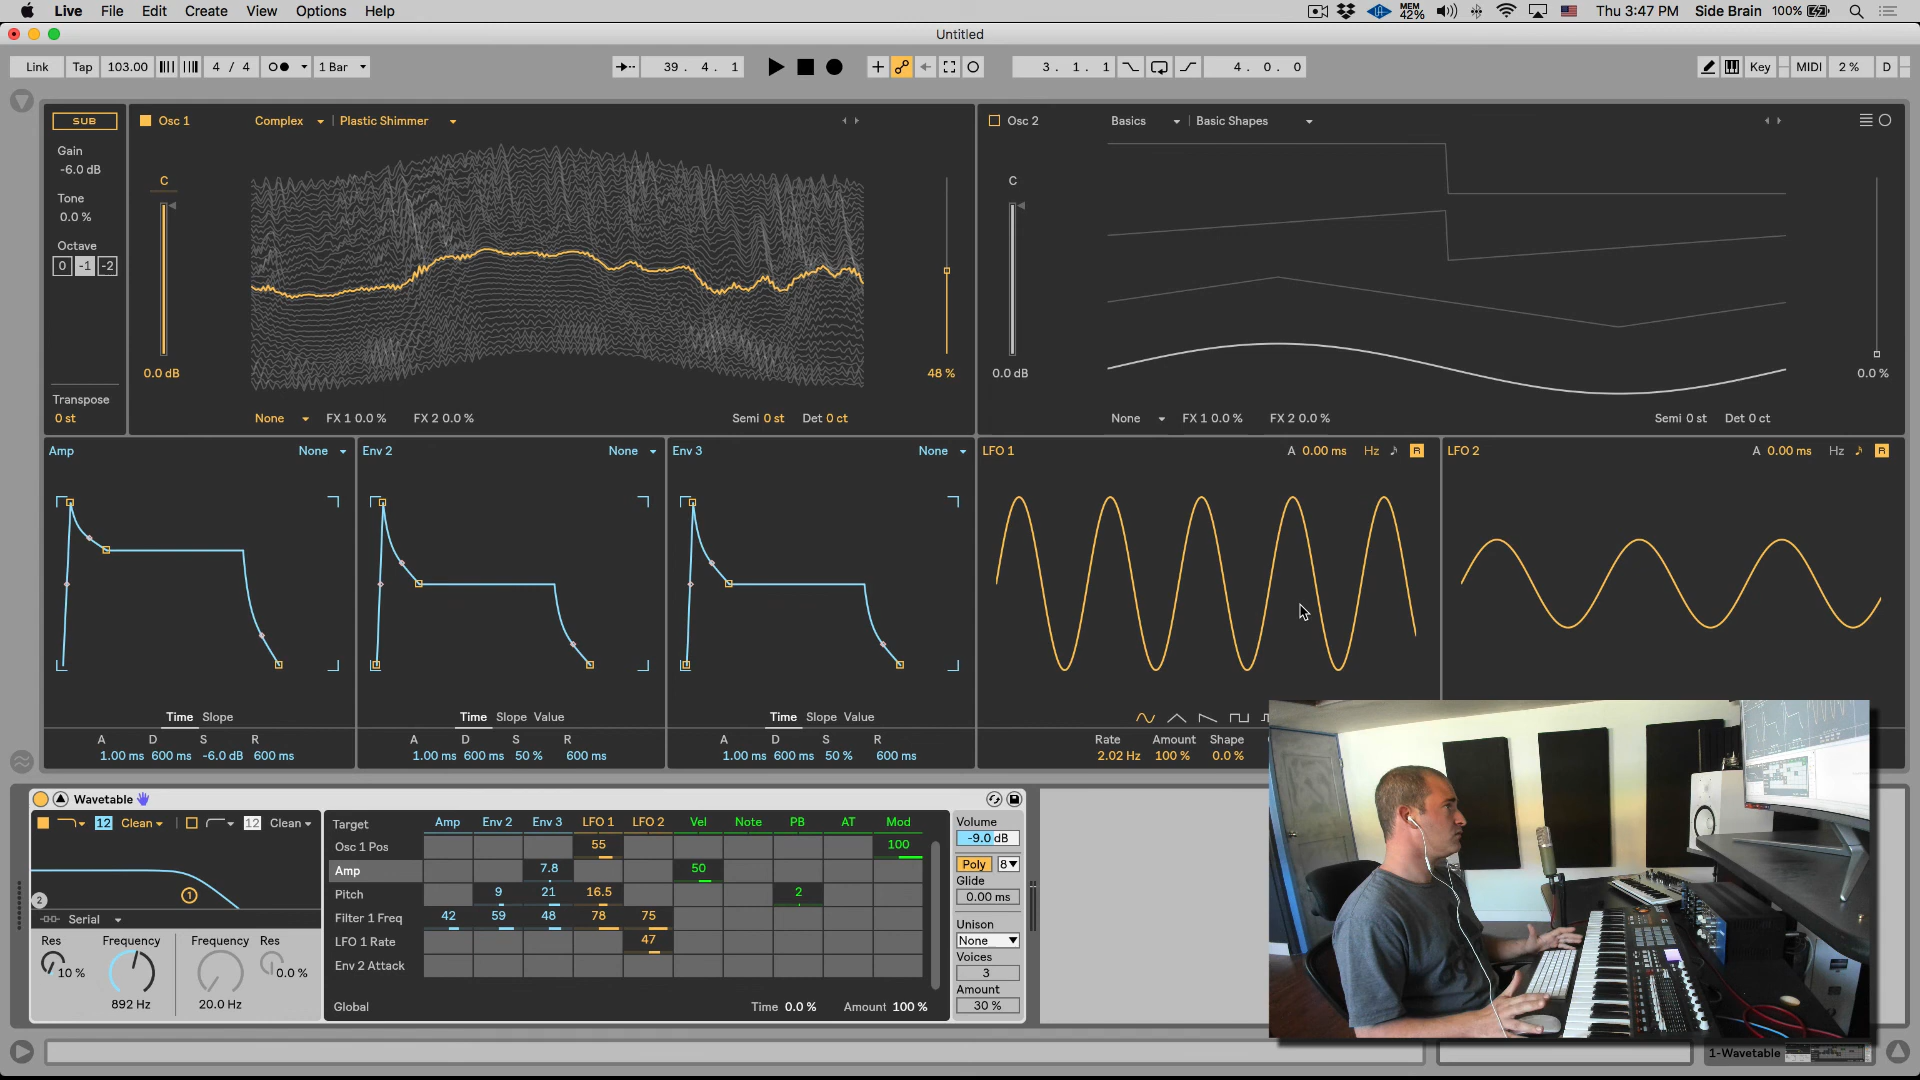 Live File Edit Create View Options Help MEM 42% Thu 3:47 PM Side Brain 100%
Untitled
Link Tap 103.00 4 / 4 1 Bar 39. 4. 1 3. 1. 1 4. 0. 0 Key MIDI 2 % D
SUB Osc 1 Complex Plastic Shimmer Osc 2 Basics Basic Shapes
Gain
-6.0 dB
C C
Tone
0.0 %
Octave
0 -1 -2
0.0 dB 48 % 0.0 dB 0.0 %
Transpose
0 st
None FX 1 0.0 % FX 2 0.0 % Semi 0 st Det 0 ct None FX 1 0.0 % FX 2 0.0 % Semi 0 st Det 0 ct
Amp None Env 2 None Env 3 None LFO 1 A 0.00 ms Hz R LFO 2 A 0.00 ms Hz R
Time Slope Time Slope Value Time Slope Value
A D S R A D S R A D S R Rate Amount Shape
1.00 ms 600 ms -6.0 dB 600 ms 1.00 ms 600 ms 50 % 600 ms 1.00 ms 600 ms 50 % 600 ms 2.02 Hz 100 % 0.0 %
Wavetable
12 Clean 12 Clean
Target Amp Env 2 Env 3 LFO 1 LFO 2 Vel Note PB AT Mod
Osc 1 Pos 55 100
Amp 7.8 50
Pitch 9 21 16.5 2
Filter 1 Freq 42 59 48 78 75
LFO 1 Rate 47
Env 2 Attack
Global Time 0.0 % Amount 100 %
1
2
Serial
Res Frequency Frequency Res
10 % 0.0 %
892 Hz 20.0 Hz
Volume
-9.0 dB
Poly 8
Glide
0.00 ms
Unison
None
Voices
3
Amount
30 %
1-Wavetable